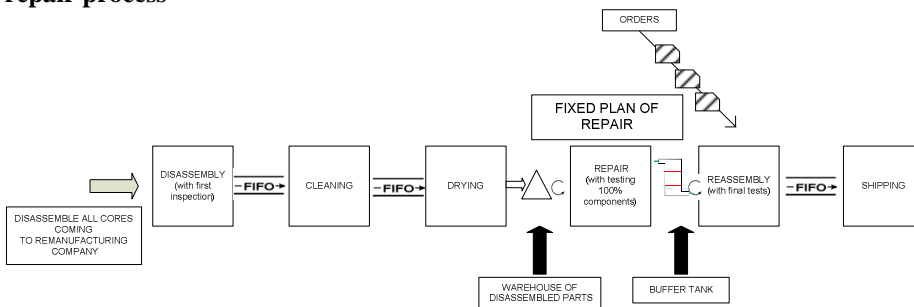 repair process
ORDERS
FIXED PLAN OF
REPAIR
DISASSEMBLY
(with first
inspection)
FIFO
CLEANING
FIFO
DRYING
REPAIR
(with testing
100%
components)
REASSEMBLY
(with final tests)
FIFO
SHIPPING
DISASSEMBLE ALL CORES
COMING
TO REMANUFACTURING
COMPANY
WAREHOUSE OF
DISASSEMBLED PARTS
BUFFER TANK